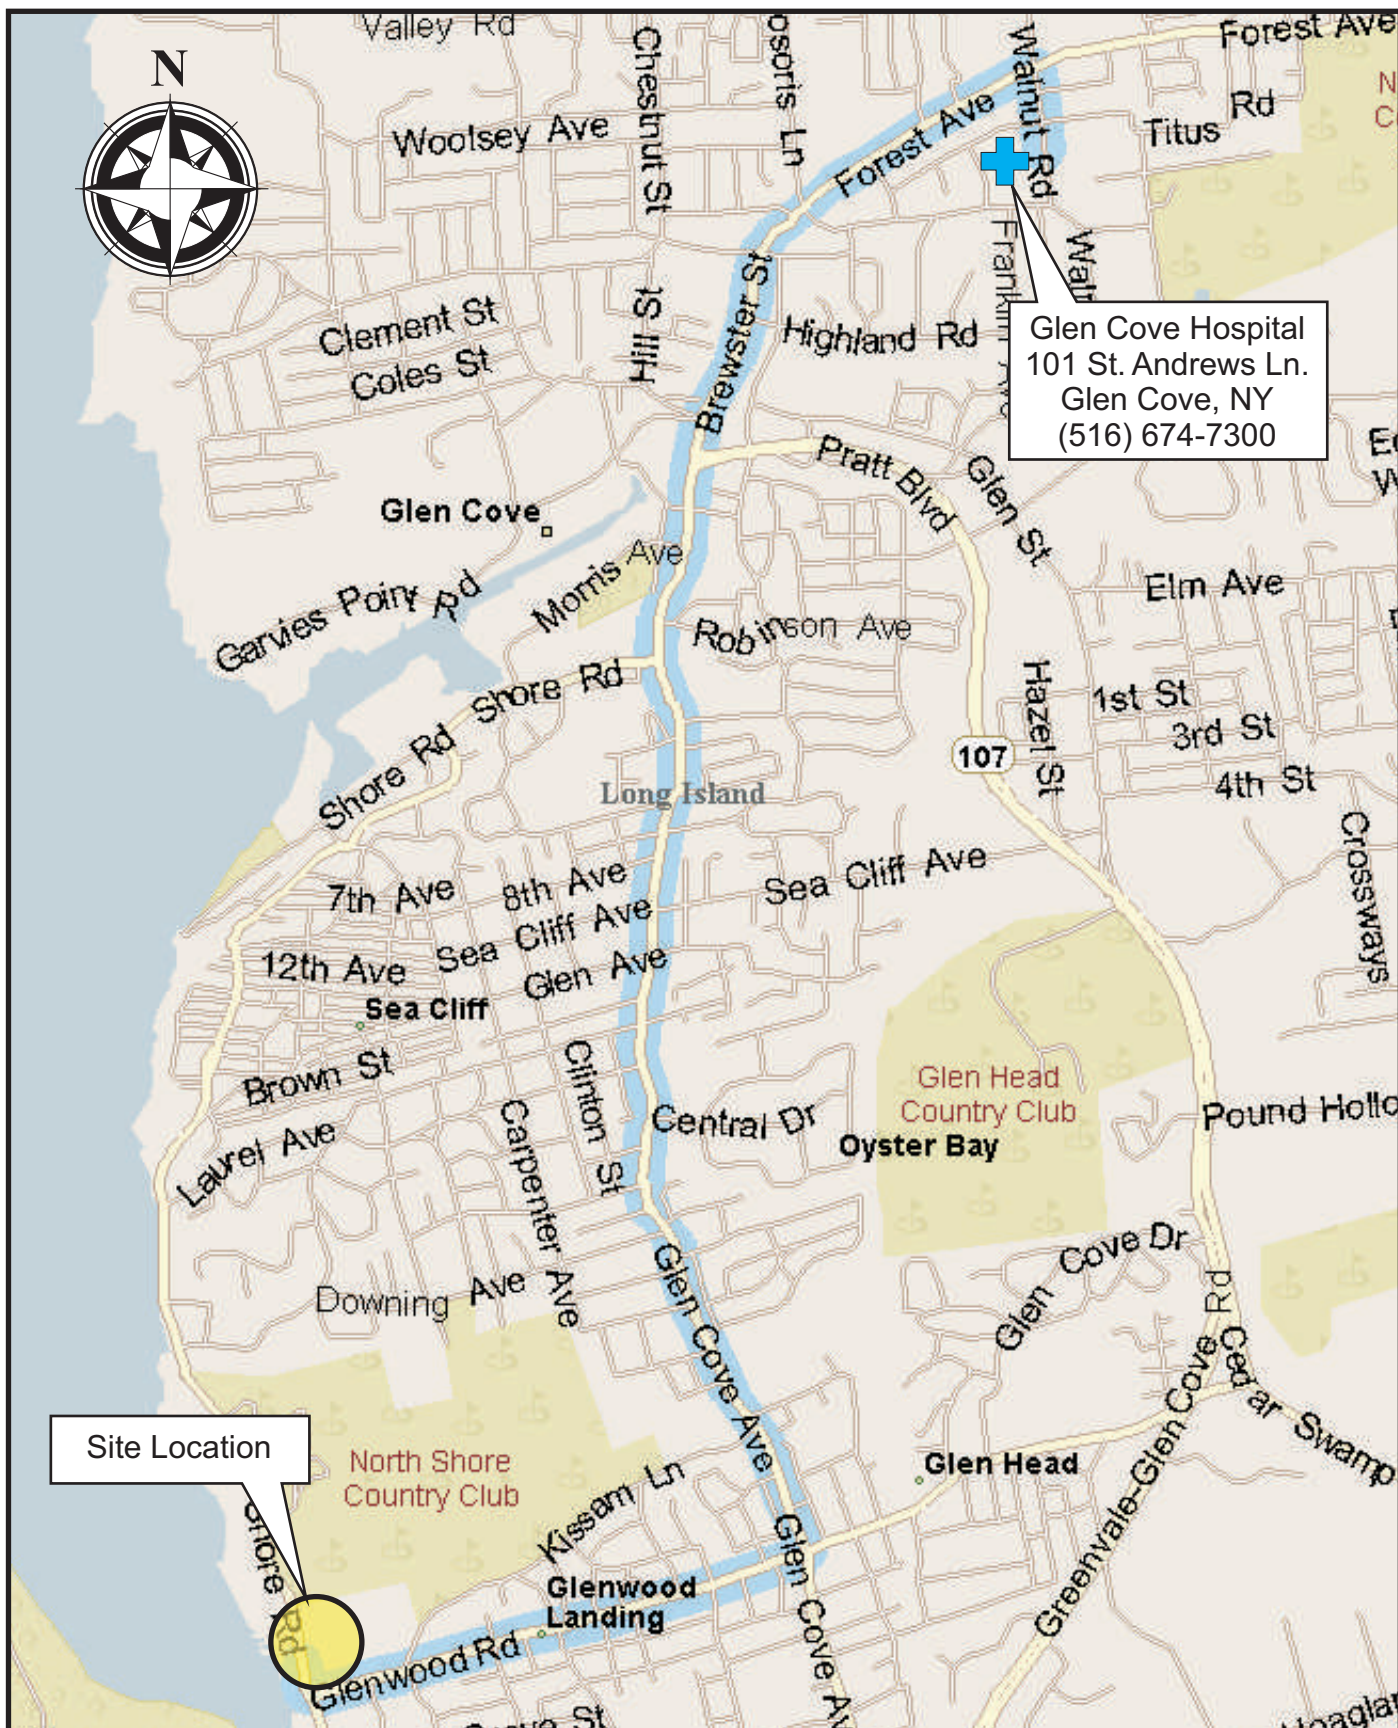 Valley Rd
Chestnut St
Walnut Rd
Forest Ave
N
Woolsey Ave
Ln
Forest Ave
Titus Rd
Clement St
Coles St
Hill St
Brewster St
Highland Rd
Glen Cove Hospital
101 St. Andrews Ln.
Glen Cove, NY
(516) 674-7300
Pratt Blvd
Glen St
Glen Cove
Garvies Point Rd
Morris Ave
Robinson Ave
Elm Ave
Shore Rd
Shore Rd
Hazel St
1st St
3rd St
4th St
107
Long Island
Crossways
7th Ave
8th Ave
Sea Cliff Ave
Sea Cliff Ave
12th Ave
Glen Ave
Sea Cliff
Brown St
Clinton St
Laurel Ave
Carpenter Ave
Central Dr
Glen Head
Country Club
Oyster Bay
Pound Hollo
Glen Cove Dr
Downing Ave
Glen Cove Ave
Greenvale-Glen Cove Rd
Cedar Swamp
Site Location
North Shore
Country Club
Glen Head
Kissam Ln
Shore Rd
Glenwood
Landing
Glenwood Rd
Glen Cove Av
St